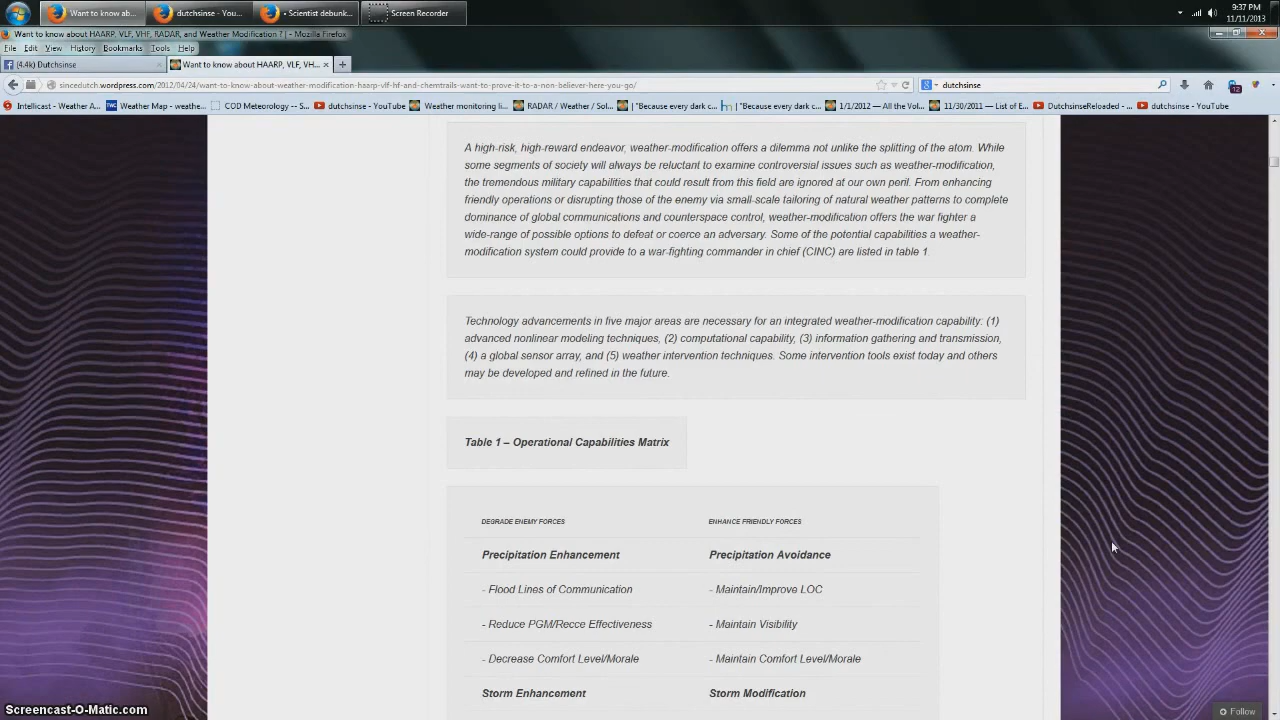 Want to know ab...
dutchsinse - You...
• Scientist debunk...
Screen Recorder
9:37 PM
11/11/2013
Want to know about HAARP, VLF, VHF, RADAR, and Weather Modification ? | - Mozilla Firefox
File Edit View History Bookmarks Tools Help
(4.4k) Dutchsinse
Want to know about HAARP, VLF, VH...
sincedutch.wordpress.com/2012/04/24/want-to-know-about-weather-modification-haarp-vlf-hf-and-chemtrails-want-to-prove-it-to-a-non-believer-here-you-go/
dutchsinse
12
Intellicast - Weather A...
Weather Map - weathe...
COD Meteorology -- S...
dutchsinse - YouTube
Weather monitoring li...
RADAR / Weather / Sol...
| "Because every dark c...
| "Because every dark c...
1/1/2012 — All the Vol...
11/30/2011 — List of E...
DutchsinseReloaded - ...
dutchsinse - YouTube
A high-risk, high-reward endeavor, weather-modification offers a dilemma not unlike the splitting of the atom. While
some segments of society will always be reluctant to examine controversial issues such as weather-modification,
the tremendous military capabilities that could result from this field are ignored at our own peril. From enhancing
friendly operations or disrupting those of the enemy via small-scale tailoring of natural weather patterns to complete
dominance of global communications and counterspace control, weather-modification offers the war fighter a
wide-range of possible options to defeat or coerce an adversary. Some of the potential capabilities a weather-
modification system could provide to a war-fighting commander in chief (CINC) are listed in table 1.
Technology advancements in five major areas are necessary for an integrated weather-modification capability: (1)
advanced nonlinear modeling techniques, (2) computational capability, (3) information gathering and transmission,
(4) a global sensor array, and (5) weather intervention techniques. Some intervention tools exist today and others
may be developed and refined in the future.
Table 1 – Operational Capabilities Matrix
DEGRADE ENEMY FORCES ENHANCE FRIENDLY FORCES
Precipitation Enhancement Precipitation Avoidance
- Flood Lines of Communication - Maintain/Improve LOC
- Reduce PGM/Recce Effectiveness - Maintain Visibility
- Decrease Comfort Level/Morale - Maintain Comfort Level/Morale
Storm Enhancement Storm Modification
Screencast-O-Matic.com
Follow